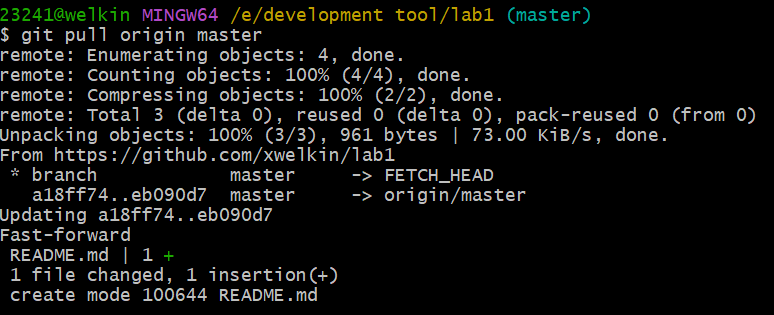 23241@welkin MINGW64 /e/development tool/lab1 (master)
$ git pull origin master
remote: Enumerating objects: 4, done.
remote: Counting objects: 100% (4/4), done.
remote: Compressing objects: 100% (2/2), done.
remote: Total 3 (delta 0), reused 0 (delta 0), pack-reused 0 (from 0)
Unpacking objects: 100% (3/3), 961 bytes | 73.00 KiB/s, done.
From https://github.com/xwelkin/lab1
 * branch            master     -> FETCH_HEAD
   a18ff74..eb090d7  master     -> origin/master
Updating a18ff74..eb090d7
Fast-forward
 README.md | 1 +
 1 file changed, 1 insertion(+)
 create mode 100644 README.md